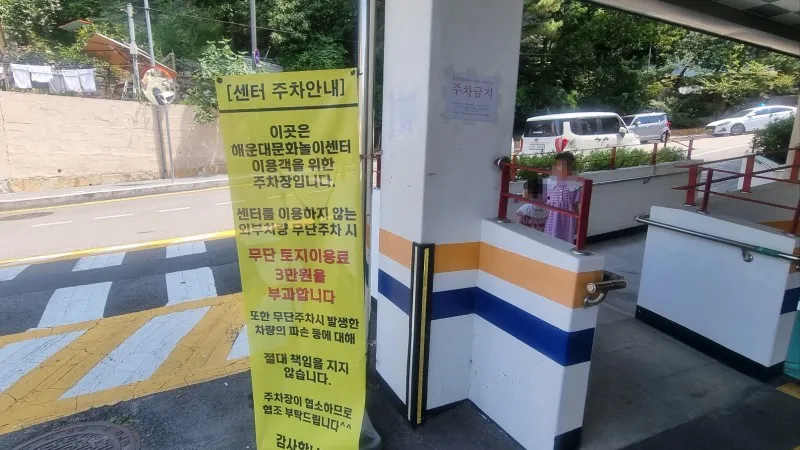 [센터 주차안내]
이곳은
해운대문화놀이센터
이용객을 위한
주차장입니다.
센터를 이용하지 않는
외부차량 무단주차 시
무단 토지이용료
3만원을
부과합니다
또한 무단주차시 발생한
차량의 파손 등에 대해
절대 책임을 지지
않습니다.
주차장이 협소하므로
협조 부탁드립니다^^
주차금지